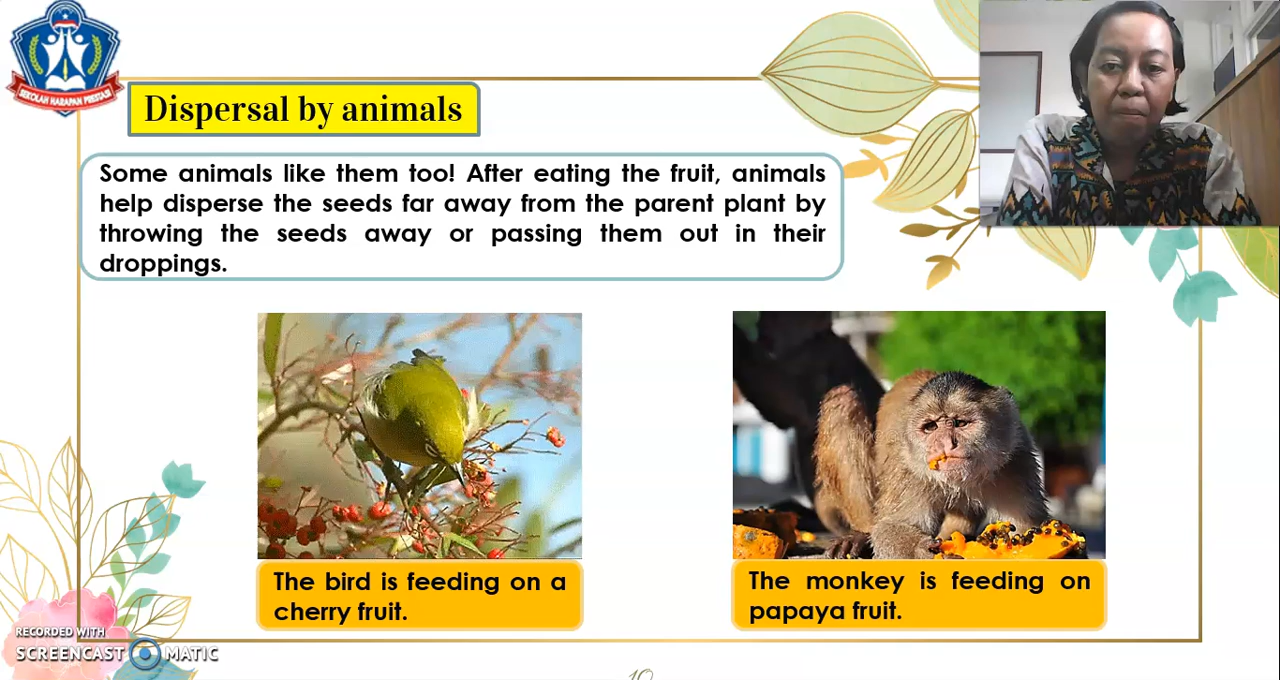 SEKOLAH HARAPAN PRESTASI
Dispersal by animals
Some animals like them too! After eating the fruit, animals
help disperse the seeds far away from the parent plant by
throwing the seeds away or passing them out in their
droppings.
The bird is feeding on a
cherry fruit.
The monkey is feeding on
papaya fruit.
RECORDED WITH
SCREENCAST MATIC